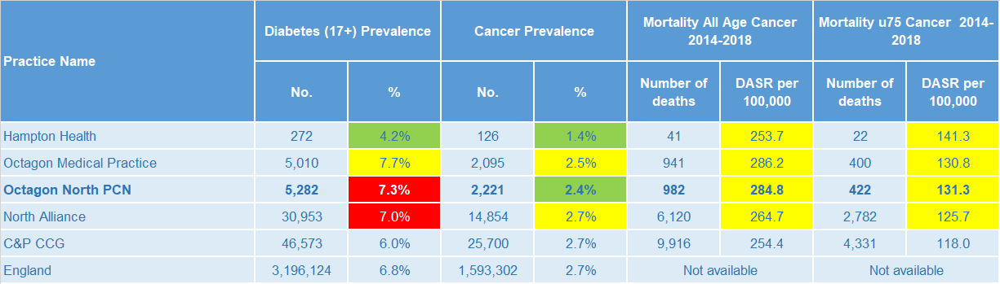 Practice Name
Diabetes (17+) Prevalence
Cancer Prevalence
Mortality All Age Cancer
2014-2018
Mortality u75 Cancer 2014-
2018
No.
%
No.
%
Number of
deaths
DASR per
100,000
Number of
deaths
DASR per
100,000
Hampton Health 272 4.2% 126 1.4% 41 253.7 22 141.3
Octagon Medical Practice 5,010 7.7% 2,095 2.5% 941 286.2 400 130.8
Octagon North PCN 5,282 7.3% 2,221 2.4% 982 284.8 422 131.3
North Alliance 30,953 7.0% 14,854 2.7% 6,120 264.7 2,782 125.7
C&P CCG 46,573 6.0% 25,700 2.7% 9,916 254.4 4,331 118.0
England 3,196,124 6.8% 1,593,302 2.7% Not available Not available